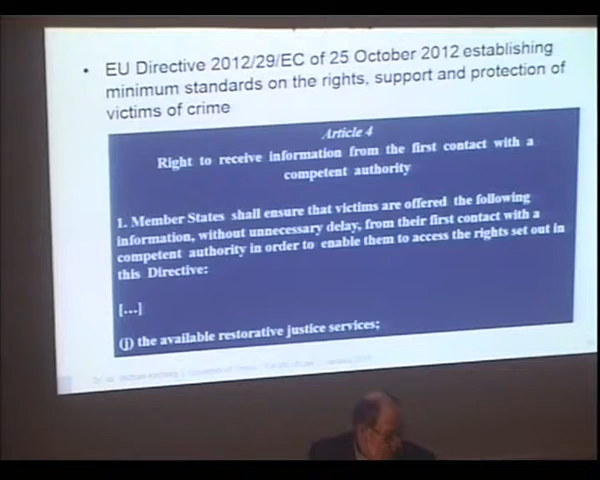 • EU Directive 2012/29/EC of 25 October 2012 establishing
minimum standards on the rights, support and protection of
victims of crime
Article 4
Right to receive information from the first contact with a
competent authority
1. Member States shall ensure that victims are offered the following
information, without unnecessary delay, from their first contact with a
competent authority in order to enable them to access the rights set out in
this Directive:
[...]
(j) the available restorative justice services;